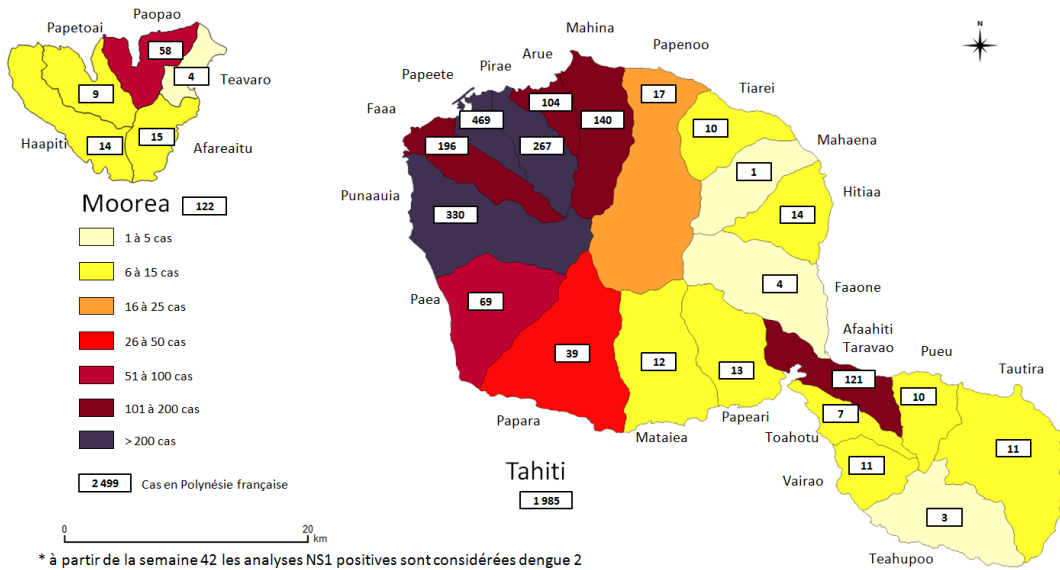 Paopao
Papetoai
58
4
Teavaro
9
15
14
Haapiti
Afareaitu
Moorea 122
1 à 5 cas
6 à 15 cas
16 à 25 cas
26 à 50 cas
51 à 100 cas
101 à 200 cas
> 200 cas
2 499 Cas en Polynésie française
0 20
km
N
Mahina
Arue
Papenoo
Pirae
Papeete
Faaa
Tiarei
17
104
469
140
10
196
267
Mahaena
1
Hitiaa
Punaauia
330
14
4
Faaone
Paea
69
Afaahiti
Taravao
Pueu
39
12
13
121
Tautira
10
7
Papara
Mataiea
Papeari
Toahotu
11
11
Tahiti
1 985
Vairao
3
Teahupoo
* à partir de la semaine 42 les analyses NS1 positives sont considérées dengue 2